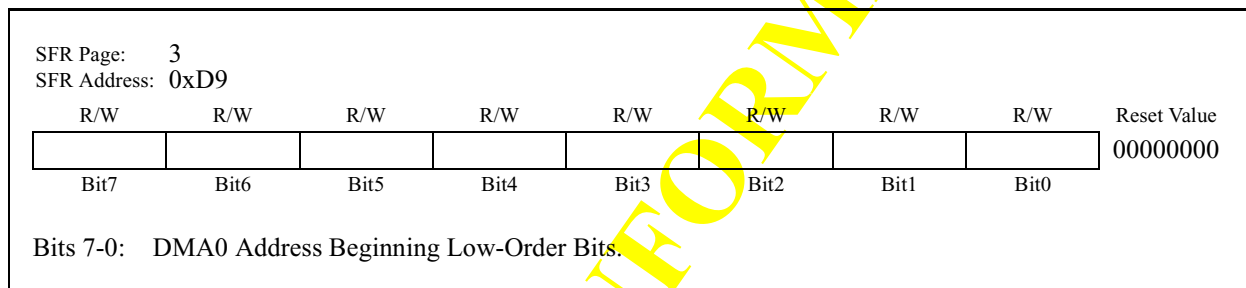 SFR Page: 3
SFR Address: 0xD9
R/W R/W R/W R/W R/W R/W R/W R/W Reset Value
00000000
Bit7 Bit6 Bit5 Bit4 Bit3 Bit2 Bit1 Bit0
Bits 7-0: DMA0 Address Beginning Low-Order Bits.